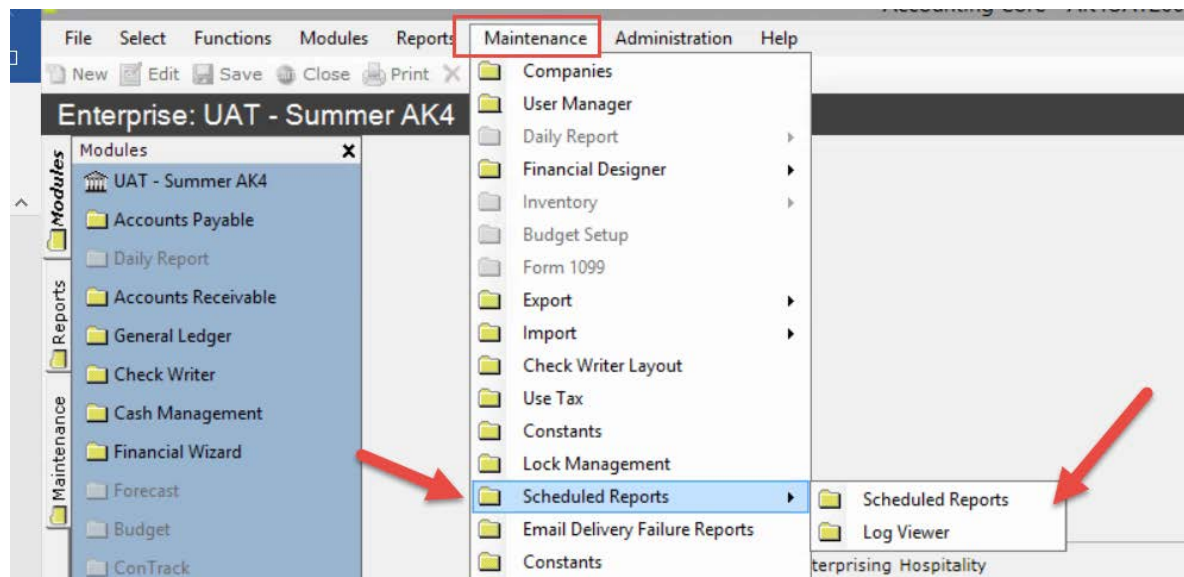 File Select Functions Modules Reports Maintenance Administration Help
New Edit Save Close Print
Enterprise: UAT - Summer AK4
Modules
Reports
Maintenance
Modules
UAT - Summer AK4
Accounts Payable
Daily Report
Accounts Receivable
General Ledger
Check Writer
Cash Management
Financial Wizard
Forecast
Budget
ConTrack
Companies
User Manager
Daily Report
Financial Designer
Inventory
Budget Setup
Form 1099
Export
Import
Check Writer Layout
Use Tax
Constants
Lock Management
Scheduled Reports
Email Delivery Failure Reports
Constants
Scheduled Reports
Log Viewer
terprising Hospitality